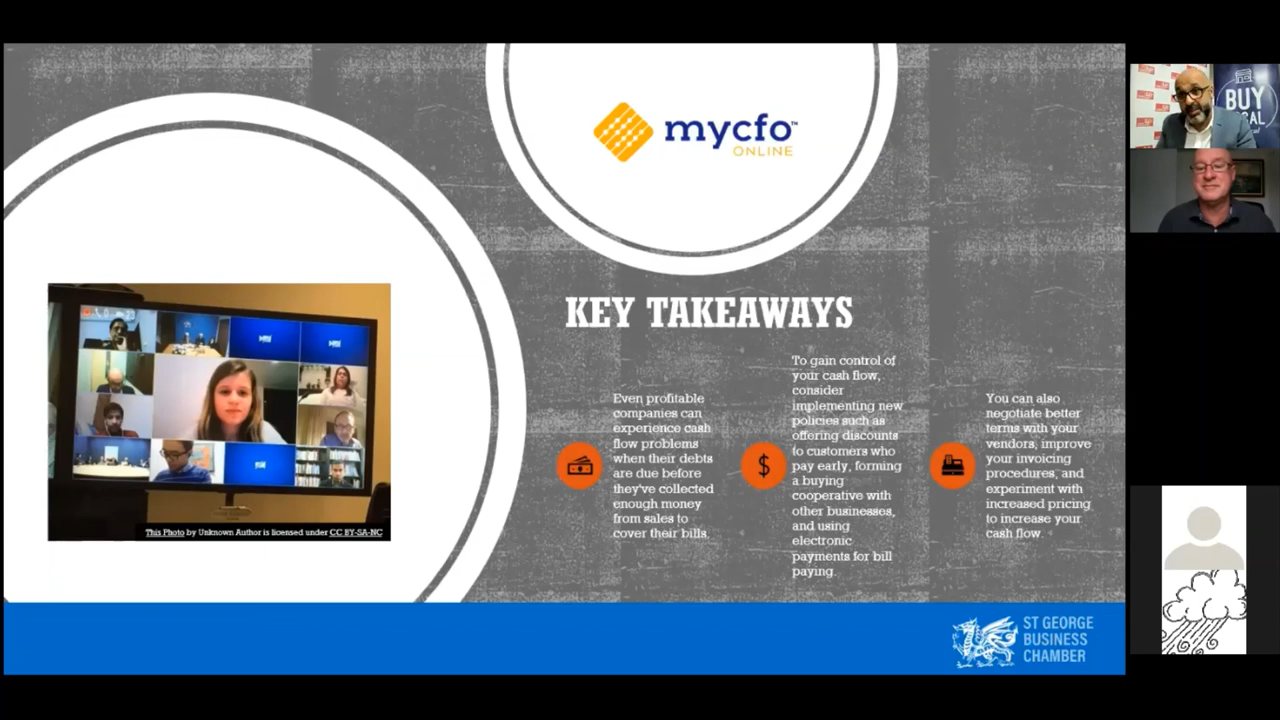 mycfo™
ONLINE
KEY TAKEAWAYS
Even profitable
companies can
experience cash
flow problems
when their debts
are due before
they've collected
enough money
from sales to
cover their bills.
To gain control of
your cash flow,
consider
implementing new
policies such as
offering discounts
to customers who
pay early, forming
a buying
cooperative with
other businesses,
and using
electronic
payments for bill
paying.
You can also
negotiate better
terms with your
vendors, improve
your invoicing
procedures, and
experiment with
increased pricing
to increase your
cash flow.
This Photo by Unknown Author is licensed under CC BY-SA-NC
ST GEORGE
BUSINESS
CHAMBER
BUY